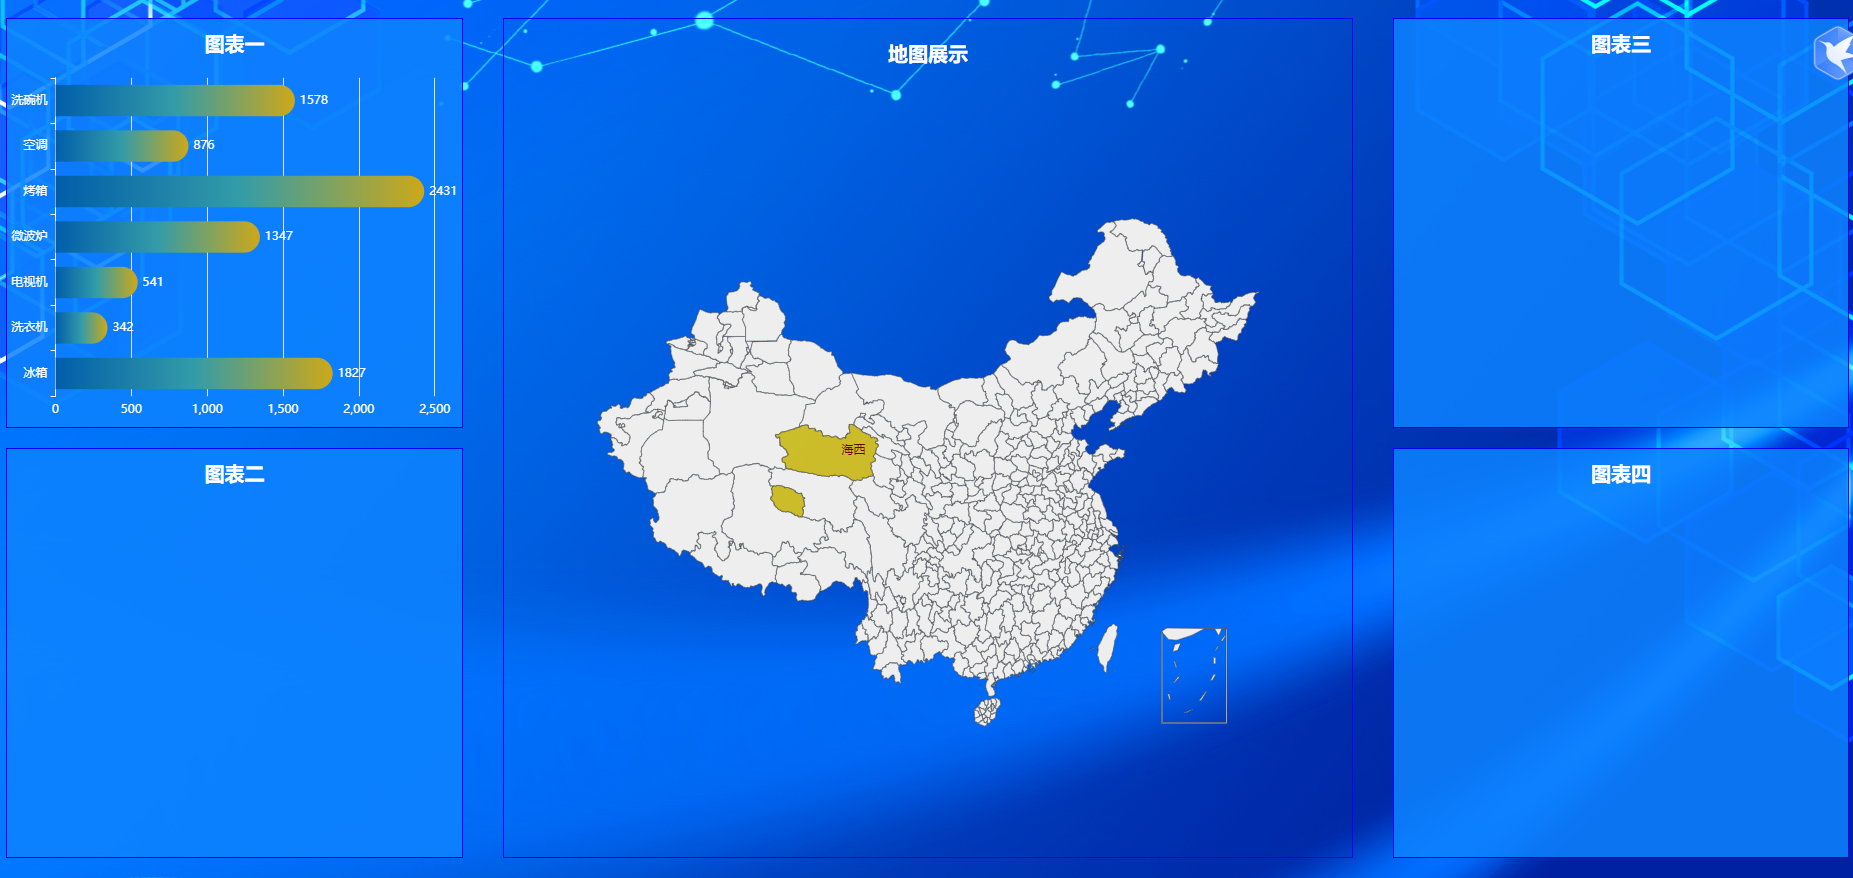 图表一
洗碗机 1578
空调 876
烤箱 2431
微波炉 1347
电视机 541
洗衣机 342
冰箱 1827
0 500 1,000 1,500 2,000 2,500
图表二
地图展示
海西
图表三
图表四